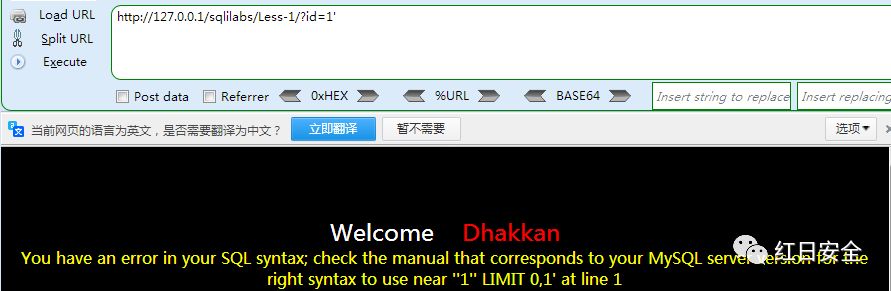 Load URL
http://127.0.0.1/sqlilabs/Less-1/?id=1'
Split URL
Execute
Post data Referrer 0xHEX %URL BASE64 Insert string to replace Insert replacing
当前网页的语言为英文，是否需要翻译为中文？ 立即翻译 暂不需要 选项
Welcome Dhakkan
You have an error in your SQL syntax; check the manual that corresponds to your MySQL server version for the
right syntax to use near ''1'' LIMIT 0,1' at line 1
红日安全